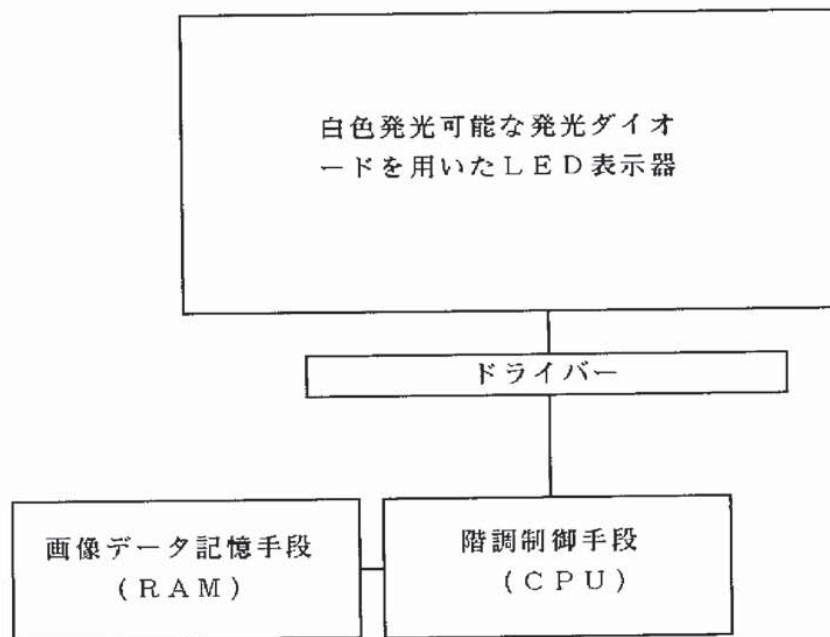 白色発光可能な発光ダイオ
ードを用いたＬＥＤ表示器
ドライバー
画像データ記憶手段
（ＲＡＭ）
階調制御手段
（ＣＰＵ）